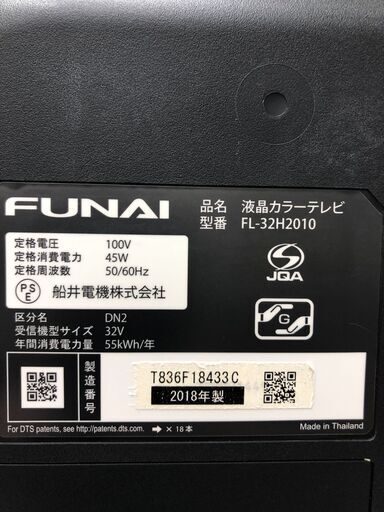 FUNAI
品名 液晶カラーテレビ
型番 FL-32H2010
定格電圧 100V
定格消費電力 45W
定格周波数 50/60Hz
PSE 船井電機株式会社
JQA
G
区分名 DN2
受信機型サイズ 32V
年間消費電力量 55kWh/年
製造番号
T836F18433C
2018年製
For DTS patents, see http://patents.dts.com. → × 18本
Made in Thailand